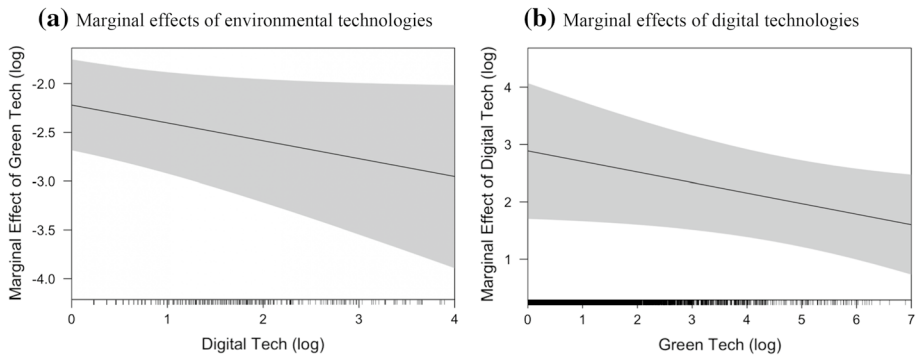 (a) Marginal effects of environmental technologies
Marginal Effect of Green Tech (log)
-2.0
-2.5
-3.0
-3.5
-4.0
0 1 2 3 4
Digital Tech (log)
(b) Marginal effects of digital technologies
Marginal Effect of Digital Tech (log)
4
3
2
1
0 1 2 3 4 5 6 7
Green Tech (log)